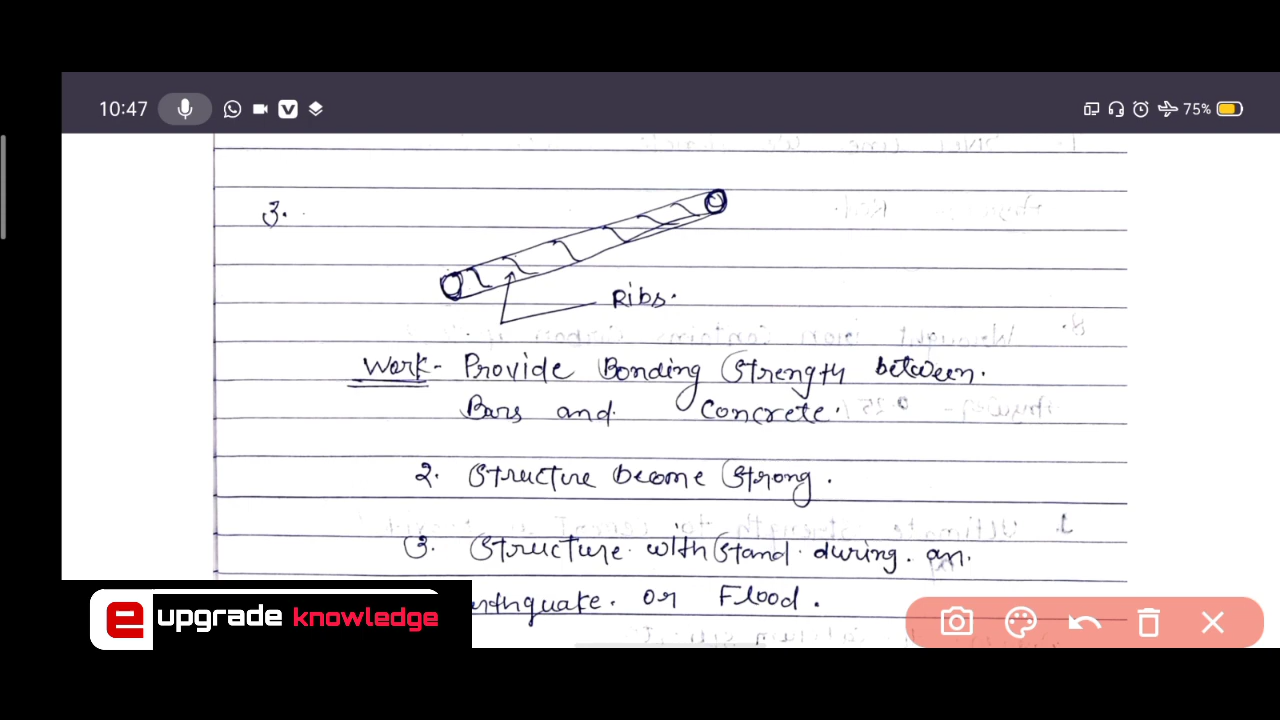 10:47
75%
3.
Ribs.
Work - Provide Bonding Strength between
Bars and Concrete.
2. Structure become Strong.
3. Structure withstand during an
rthquake. or Flood.
e upgrade knowledge